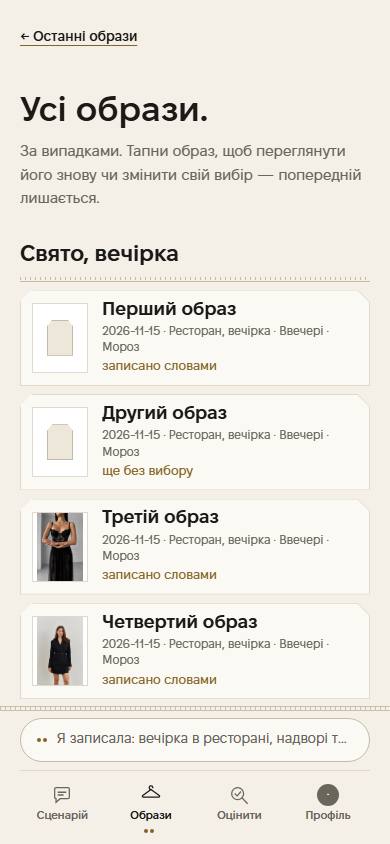 ← Останні образи
Усі образи.
За випадками. Тапни образ, щоб переглянути
його знову чи змінити свій вибір — попередній
лишається.
Свято, вечірка
Перший образ
2026-11-15 · Ресторан, вечірка · Ввечері ·
Мороз
записано словами
Другий образ
2026-11-15 · Ресторан, вечірка · Ввечері ·
Мороз
ще без вибору
Третій образ
2026-11-15 · Ресторан, вечірка · Ввечері ·
Мороз
записано словами
Четвертий образ
2026-11-15 · Ресторан, вечірка · Ввечері ·
Мороз
записано словами
Я записала: вечірка в ресторані, надворі т...
Сценарій
Образи
Оцінити
Профіль